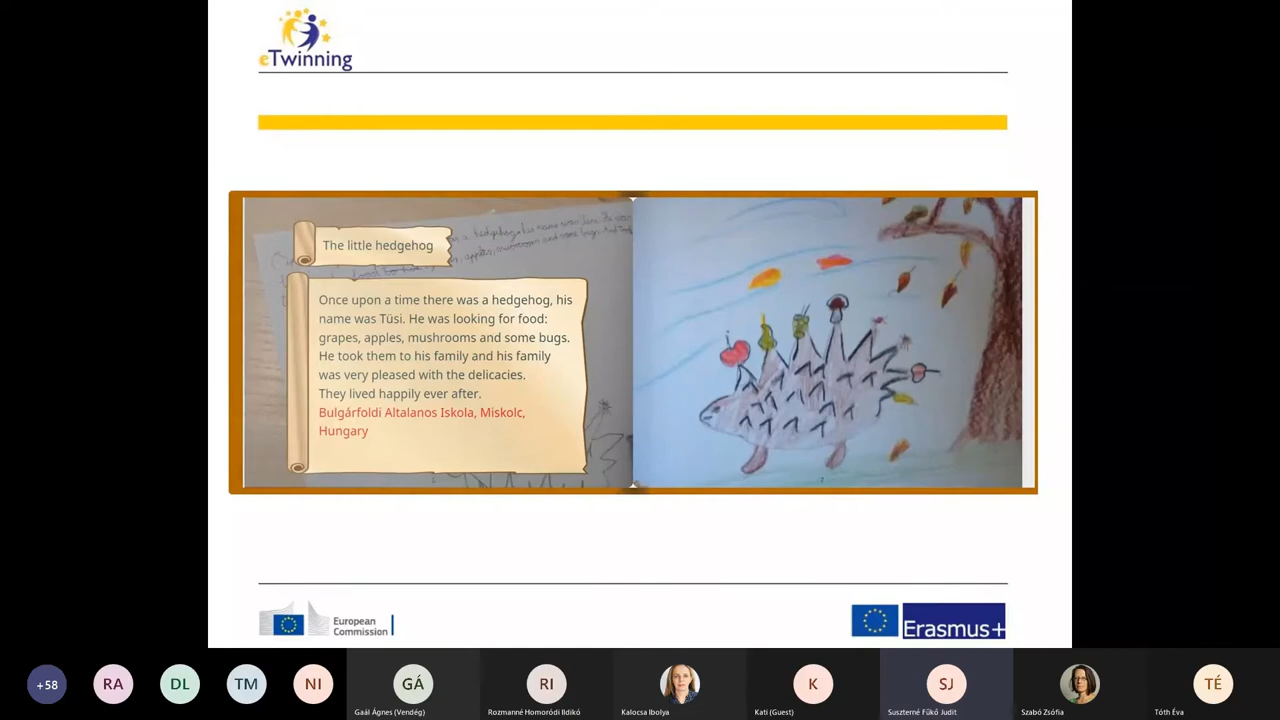 eTwinning
The little hedgehog
Once upon a time there was a hedgehog, his
name was Tüsi. He was looking for food:
grapes, apples, mushrooms and some bugs.
He took them to his family and his family
was very pleased with the delicacies.
They lived happily ever after.
Bulgárfoldi Altalanos Iskola, Miskolc,
Hungary
European
Commission
Erasmus+
+58
RA
DL
TM
NI
GÁ
RI
K
SJ
TÉ
Gaál Ágnes (Vendég)
Rozmanné Homoródi Ildikó
Kalocsa Ibolya
Kati (Guest)
Suszterné Fűkő Judit
Szabó Zsófia
Tóth Éva